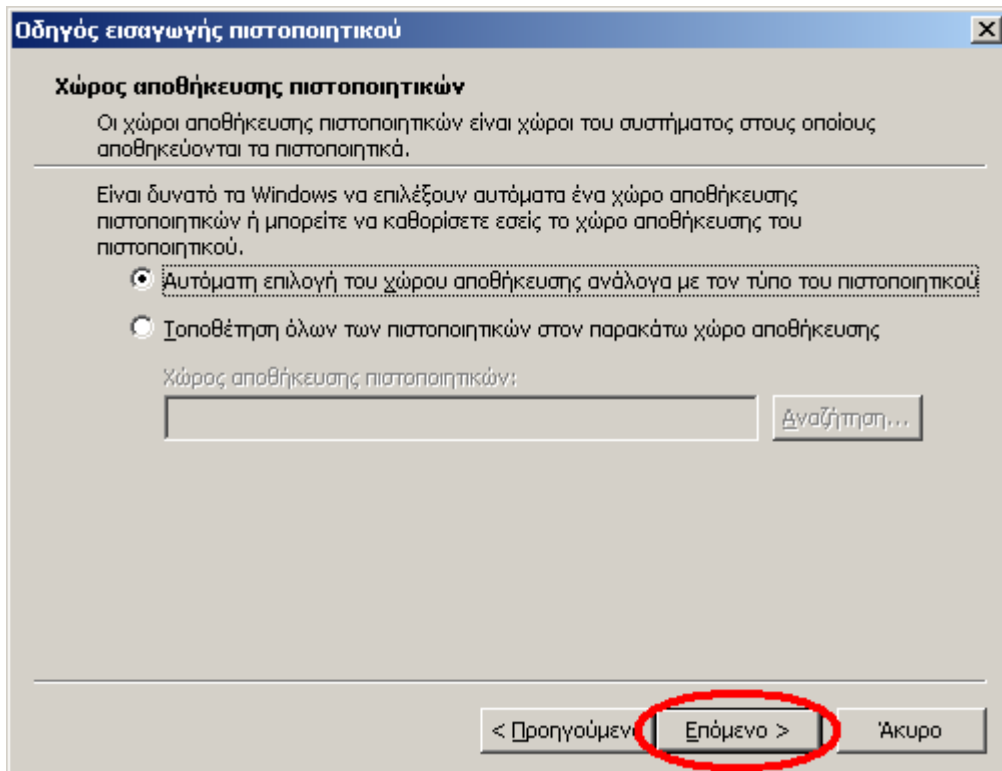 Οδηγός εισαγωγής πιστοποιητικού
Χώρος αποθήκευσης πιστοποιητικών
Οι χώροι αποθήκευσης πιστοποιητικών είναι χώροι του συστήματος στους οποίους
αποθηκεύονται τα πιστοποιητικά.
Είναι δυνατό τα Windows να επιλέξουν αυτόματα ένα χώρο αποθήκευσης
πιστοποιητικών ή μπορείτε να καθορίσετε εσείς το χώρο αποθήκευσης του
πιστοποιητικού.
Αυτόματη επιλογή του χώρου αποθήκευσης ανάλογα με τον τύπο του πιστοποιητικού
Τοποθέτηση όλων των πιστοποιητικών στον παρακάτω χώρο αποθήκευσης
Χώρος αποθήκευσης πιστοποιητικών:
Αναζήτηση...
< Προηγούμενο Επόμενο > Άκυρο